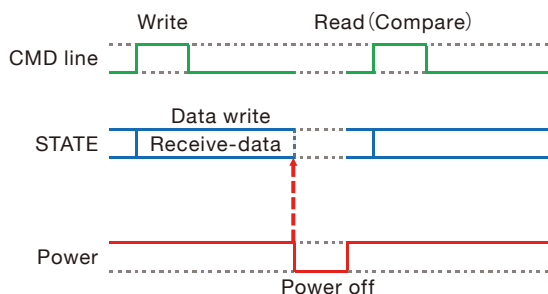 Write
Read(Compare)
CMD line
Data write
STATE
Receive-data
Power
Power off